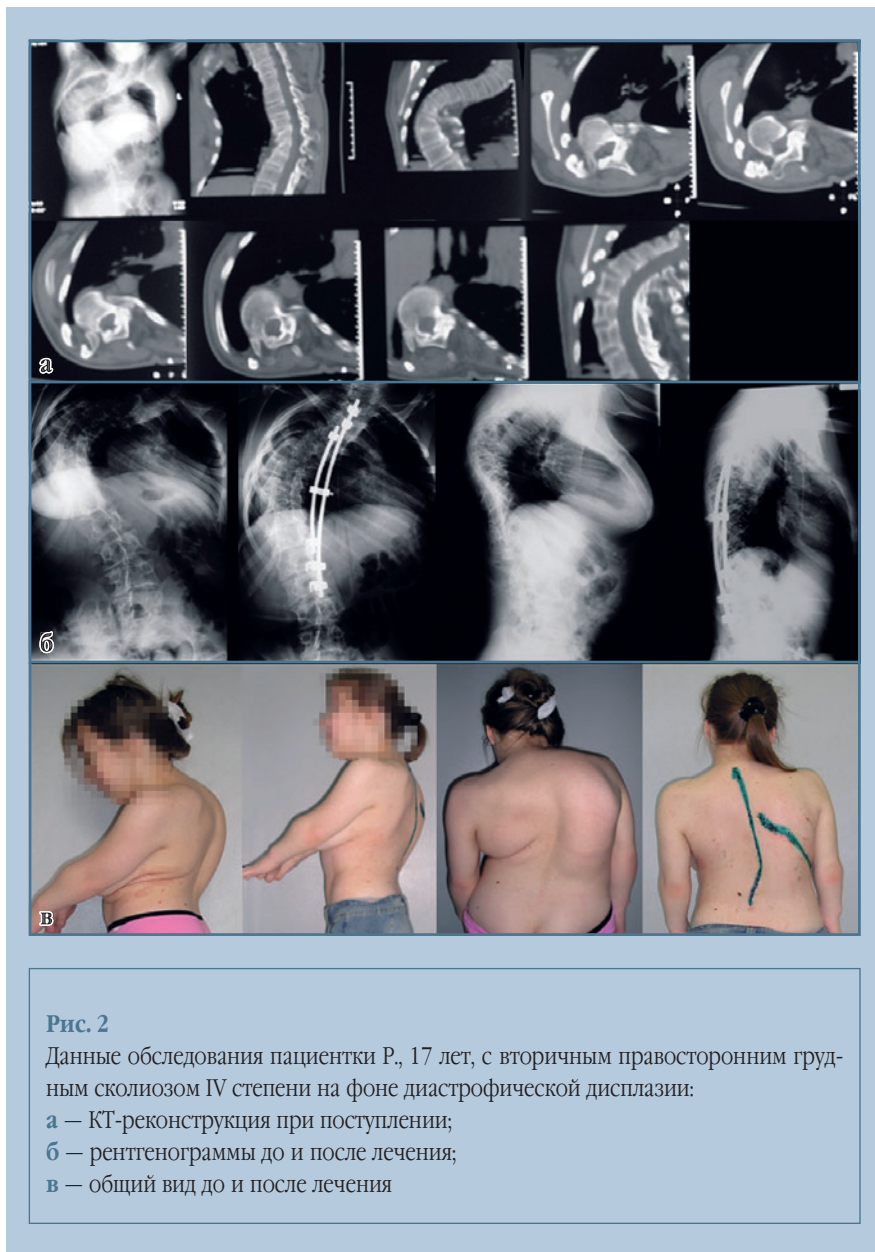 а
б
в
Рис. 2
Данные обследования пациентки Р., 17 лет, с вторичным правосторонним груд-
ным сколиозом IV степени на фоне диастрофической дисплазии:
а — КТ-реконструкция при поступлении;
б — рентгенограммы до и после лечения;
в — общий вид до и после лечения